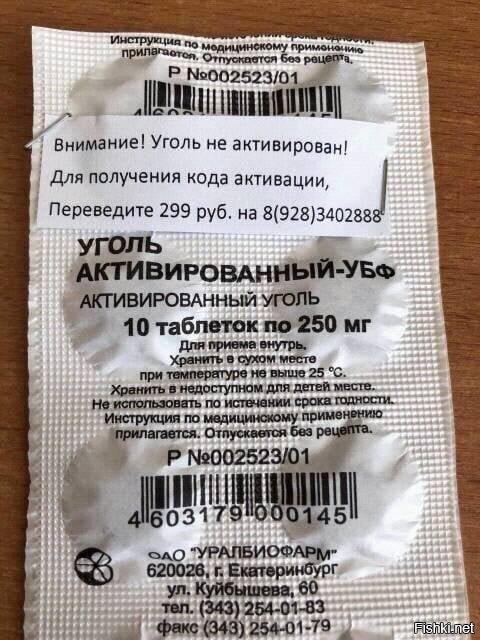 Инструкция по медицинскому применению
прилагается. Отпускается без рецепта.
Р №002523/01
Внимание! Уголь не активирован!
Для получения кода активации,
Переведите 299 руб. на 8(928)3402888
УГОЛЬ
АКТИВИРОВАННЫЙ-УБФ
АКТИВИРОВАННЫЙ УГОЛЬ
10 таблеток по 250 мг
Для приема внутрь.
Хранить в сухом месте
при температуре не выше 25 °С.
Хранить в недоступном для детей месте.
Не использовать по истечении срока годности.
Инструкция по медицинскому применению
прилагается. Отпускается без рецепта.
Р №002523/01
4 603179 000145
ОАО "УРАЛБИОФАРМ"
620026, г. Екатеринбург
ул. Куйбышева, 60
тел. (343) 254-01-83
факс (343) 254-01-79
Fishki.net